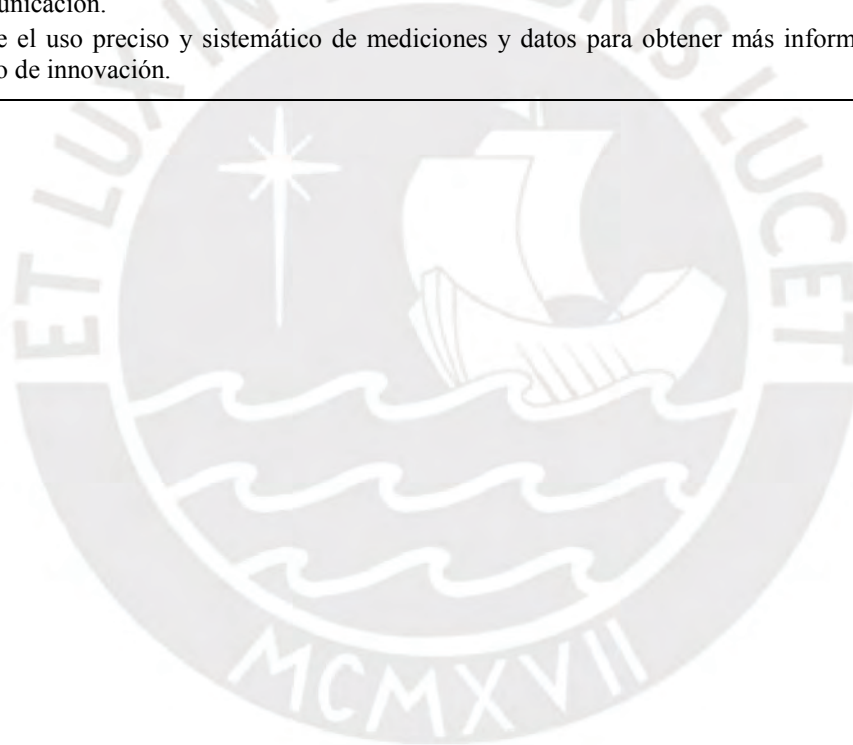 unicación.
e el uso preciso y sistemático de mediciones y datos para obtener más inform
o de innovación.
ET LUX IN TENEBRIS LUCET
MCMXVII